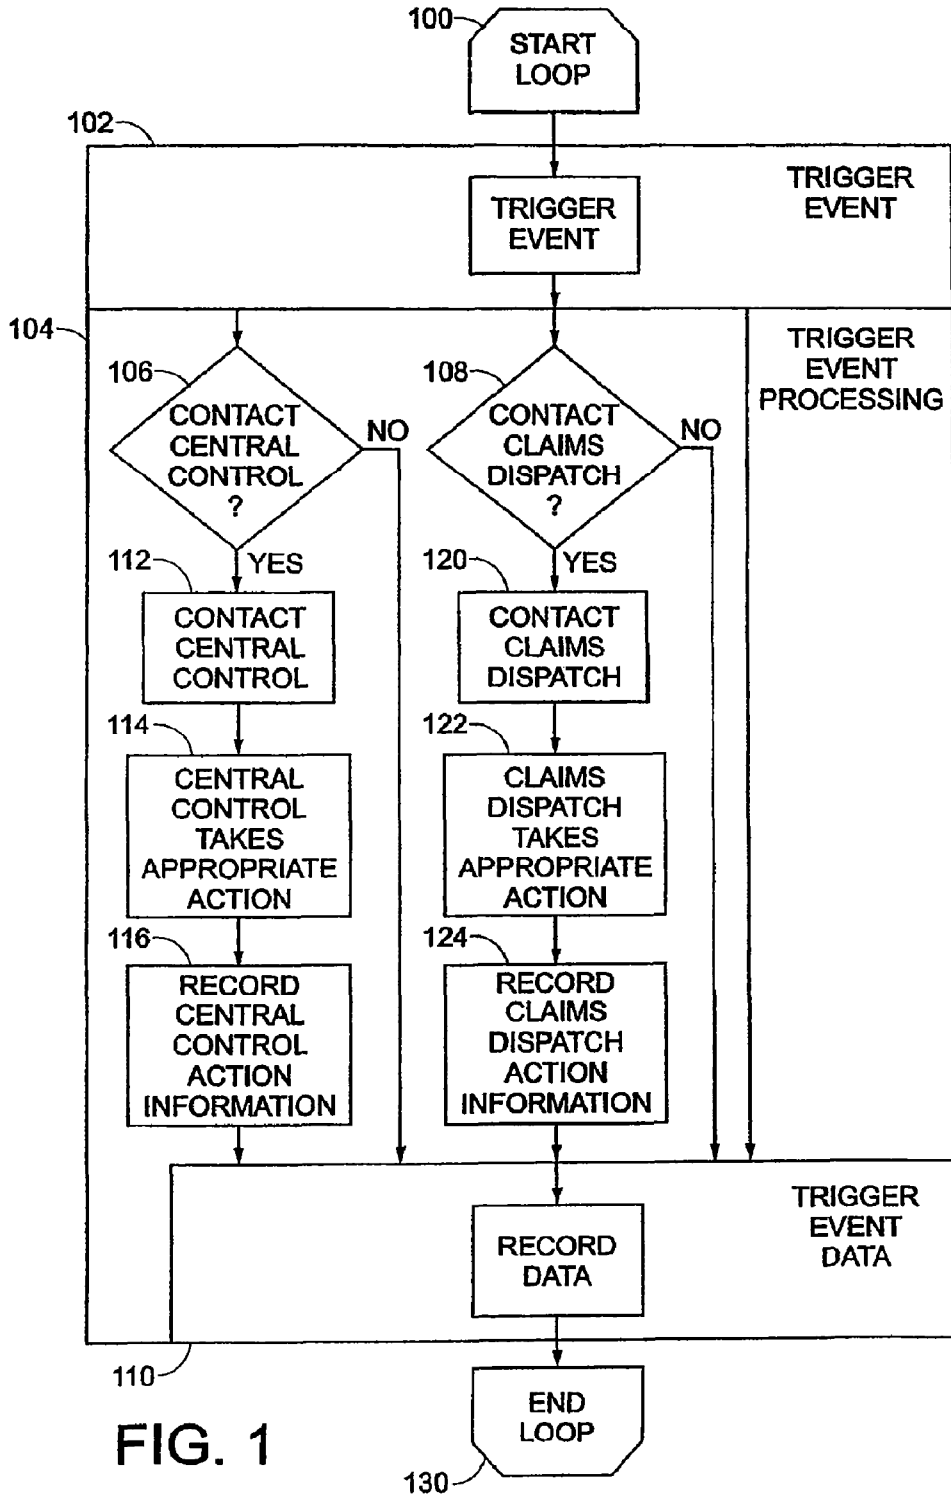 100
START
LOOP
102
TRIGGER
EVENT
TRIGGER
EVENT
104
TRIGGER
EVENT
PROCESSING
106
CONTACT
CENTRAL
CONTROL
?
NO
YES
108
CONTACT
CLAIMS
DISPATCH
?
NO
YES
112
CONTACT
CENTRAL
CONTROL
120
CONTACT
CLAIMS
DISPATCH
114
CENTRAL
CONTROL
TAKES
APPROPRIATE
ACTION
122
CLAIMS
DISPATCH
TAKES
APPROPRIATE
ACTION
116
RECORD
CENTRAL
CONTROL
ACTION
INFORMATION
124
RECORD
CLAIMS
DISPATCH
ACTION
INFORMATION
TRIGGER
EVENT
DATA
RECORD
DATA
110
END
LOOP
130
FIG. 1